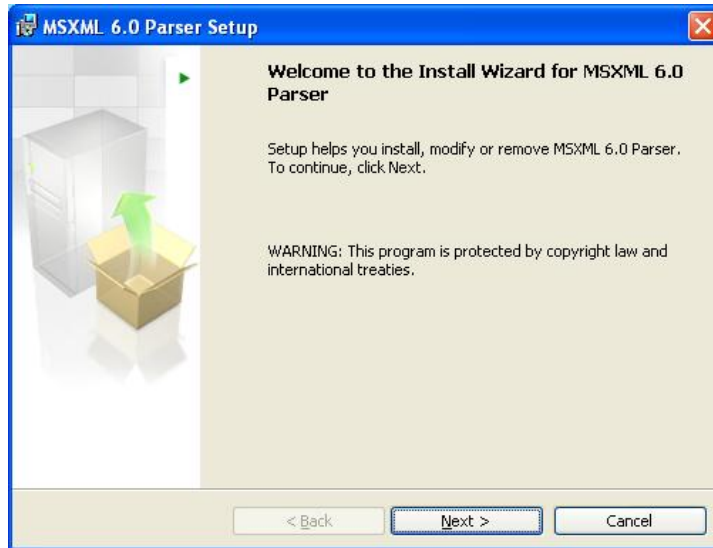 MSXML 6.0 Parser Setup
Welcome to the Install Wizard for MSXML 6.0
Parser
Setup helps you install, modify or remove MSXML 6.0 Parser.
To continue, click Next.
WARNING: This program is protected by copyright law and
international treaties.
< Back Next > Cancel